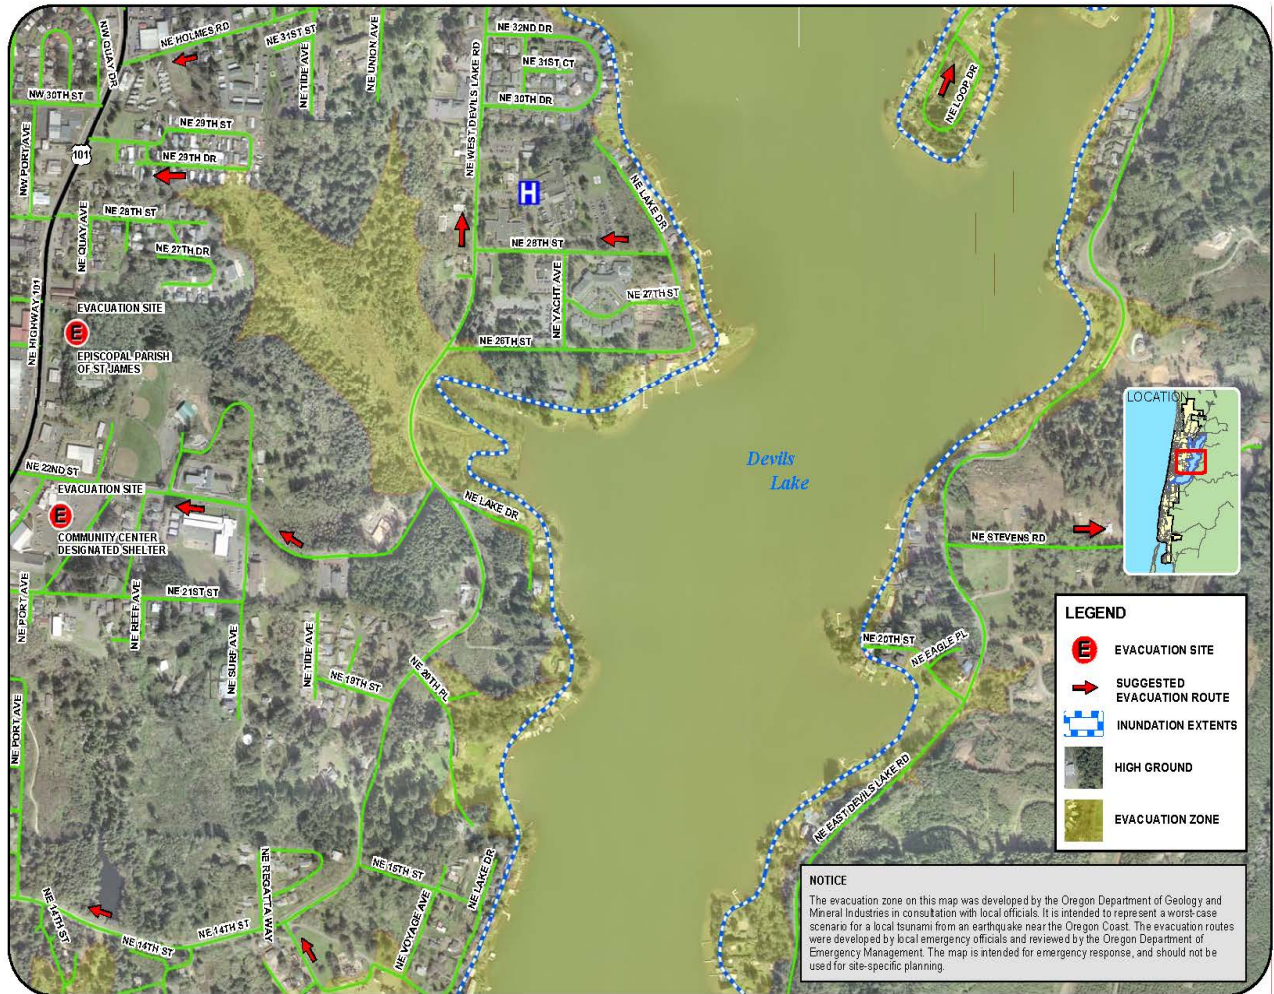 NE HOLMES RD
NW QUAY DR
NE 31ST ST
NE TIDE AVE
NE UNION AVE
NE WEST DEVILS LAKE RD
NE 32ND DR
NE 31ST CT
NE 30TH DR
NE LOOP DR
NW 30TH ST
NW PORT AVE
101
NE 29TH ST
NE 29TH DR
H
NE LAKE DR
NE 28TH ST
NE QUAY AVE
NE 27TH DR
NE 28TH ST
NE YACHT AVE
NE 27TH ST
NE 26TH ST
NE HIGHWAY 101
EVACUATION SITE
E
EPISCOPAL PARISH
OF ST JAMES
LOCATION
Devils
Lake
NE 22ND ST
EVACUATION SITE
E
COMMUNITY CENTER
DESIGNATED SHELTER
NE LAKE DR
NE STEVENS RD
NE PORT AVE
NE REEF AVE
NE 21ST ST
NE SURF AVE
NE TIDE AVE
NE 19TH ST
NE 20TH PL
NE 20TH ST
NE EAGLE PL
NE PORT AVE
NE EAST DEVILS LAKE RD
LEGEND
E
EVACUATION SITE
SUGGESTED
EVACUATION ROUTE
INUNDATION EXTENTS
HIGH GROUND
EVACUATION ZONE
NE 14TH ST
NE 14TH ST
NE 14TH ST
NE REGATTA WAY
NE 15TH ST
NE VOYAGE AVE
NE LAKE DR
NOTICE
The evacuation zone on this map was developed by the Oregon Department of Geology and
Mineral Industries in consultation with local officials. It is intended to represent a worst-case
scenario for a local tsunami from an earthquake near the Oregon Coast. The evacuation routes
were developed by local emergency officials and reviewed by the Oregon Department of
Emergency Management. The map is intended for emergency response, and should not be
used for site-specific planning.